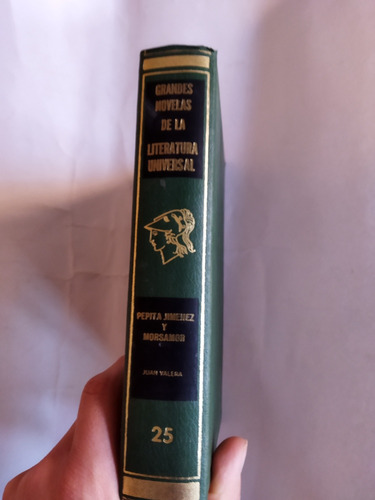 GRANDES
NOVELAS
DE LA
LITERATURA
UNIVERSAL
PEPITA JIMENEZ
Y
MORSAMOR
JUAN VALERA
25